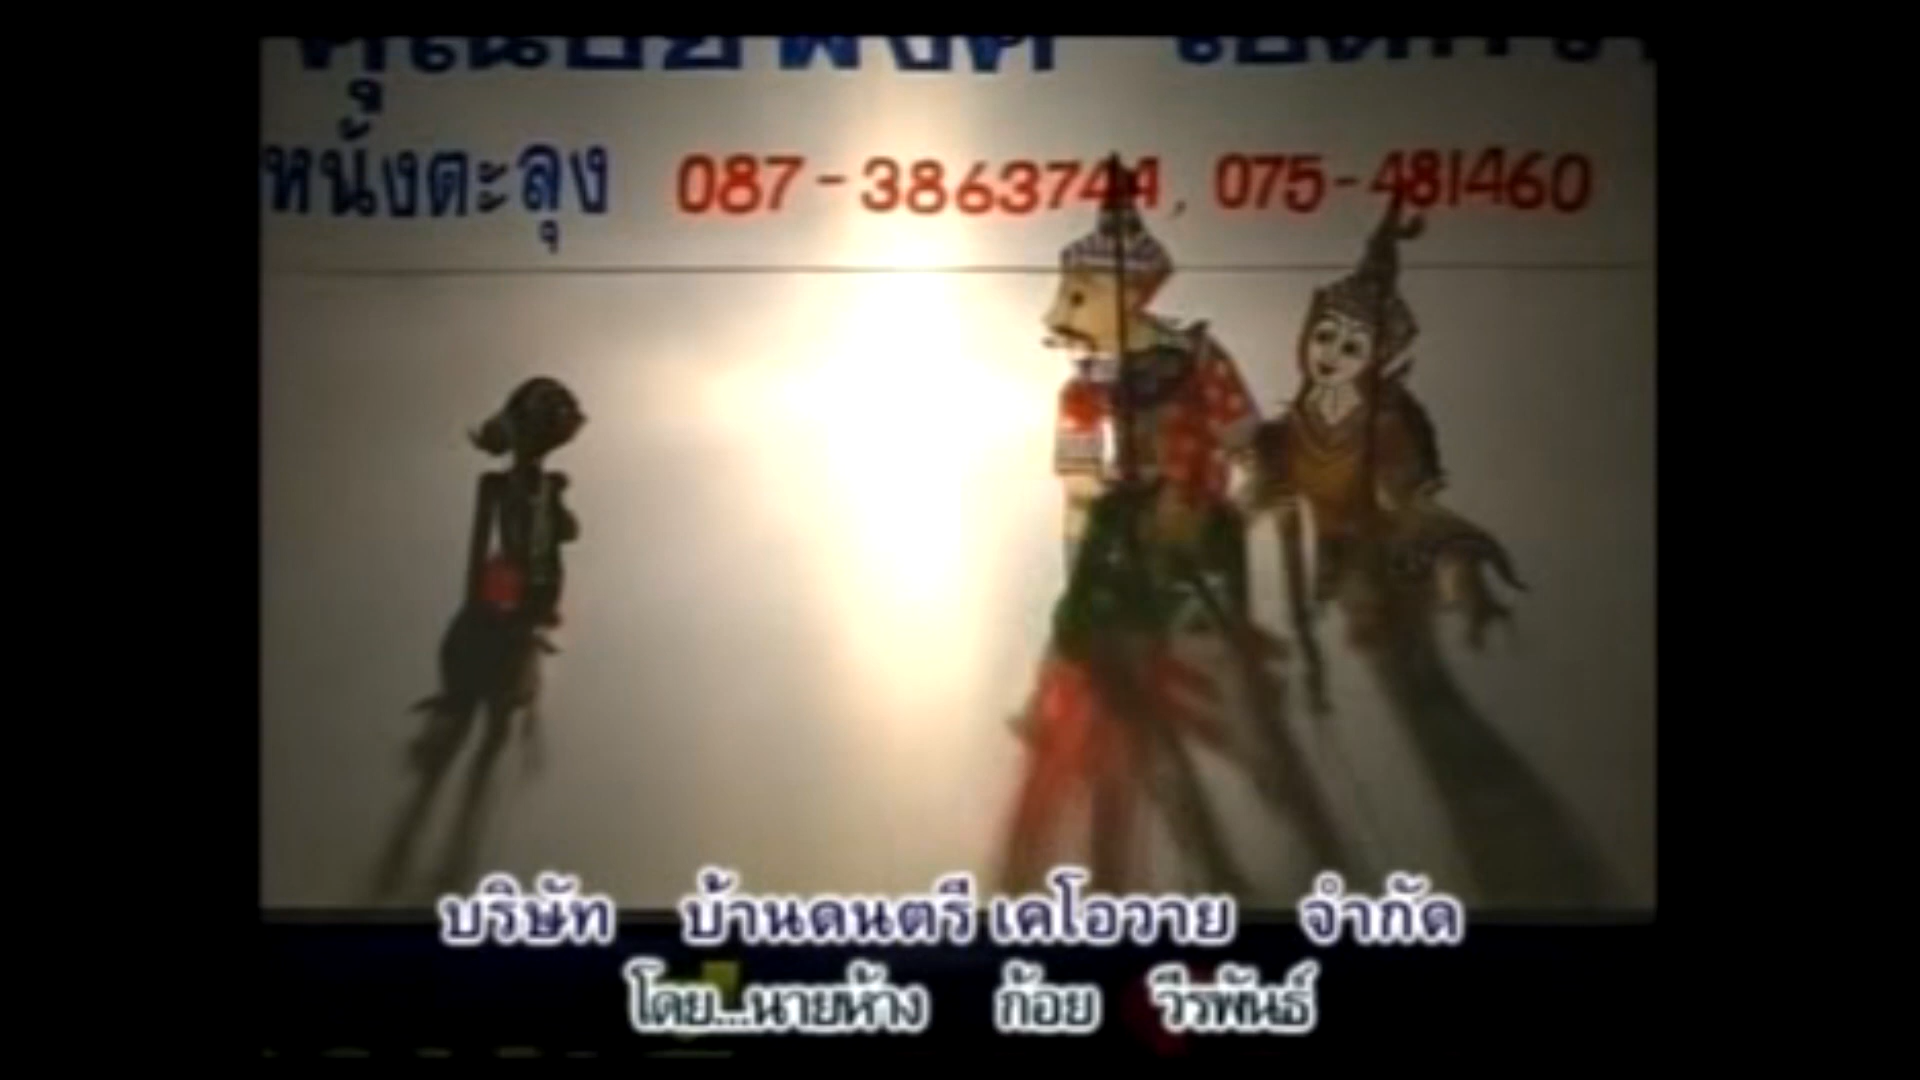 หนังตะลุง 087-3863744, 075-481460
บริษัท บ้านดนตรี เคโอวาย จำกัด
โดย...นายห้าง ก้อย วีรพันธ์